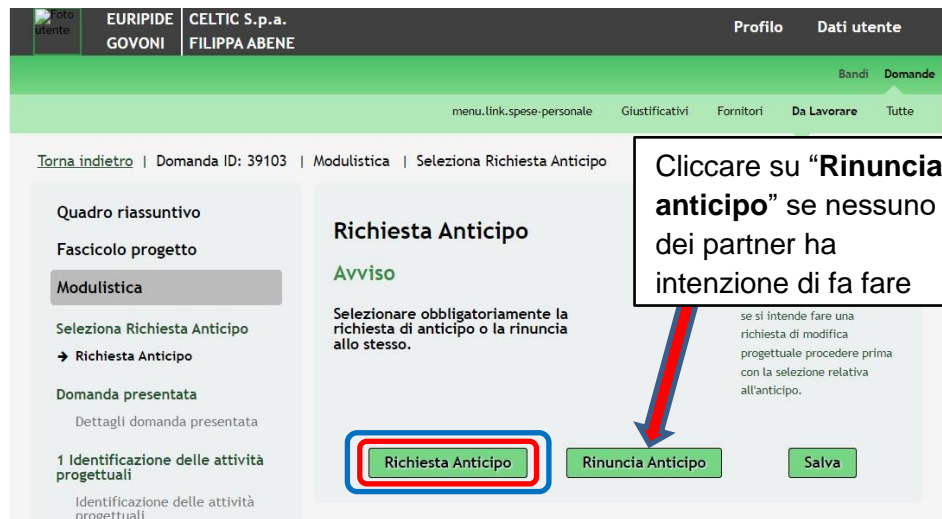 Foto utente
EURIPIDE GOVONI
CELTIC S.p.a.
FILIPPA ABENE
Profilo Dati utente
Bandi Domande
menu.link.spese-personale Giustificativi Fornitori Da Lavorare Tutte
Torna indietro | Domanda ID: 39103 | Modulistica | Seleziona Richiesta Anticipo
Cliccare su “Rinuncia
anticipo” se nessuno
dei partner ha
intenzione di fa fare
Quadro riassuntivo
Fascicolo progetto
Modulistica
Seleziona Richiesta Anticipo
➔ Richiesta Anticipo
Domanda presentata
Dettagli domanda presentata
1 Identificazione delle attività
progettuali
Identificazione delle attività
progettuali
Richiesta Anticipo
Avviso
Selezionare obbligatoriamente la
richiesta di anticipo o la rinuncia
allo stesso.
se si intende fare una
richiesta di modifica
progettuale procedere prima
con la selezione relativa
all'anticipo.
Richiesta Anticipo Rinuncia Anticipo Salva